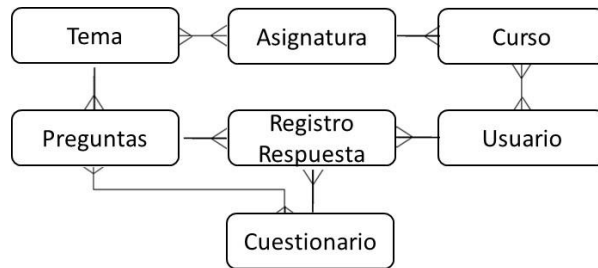 Tema
Asignatura
Curso
Preguntas
Registro
Respuesta
Usuario
Cuestionario